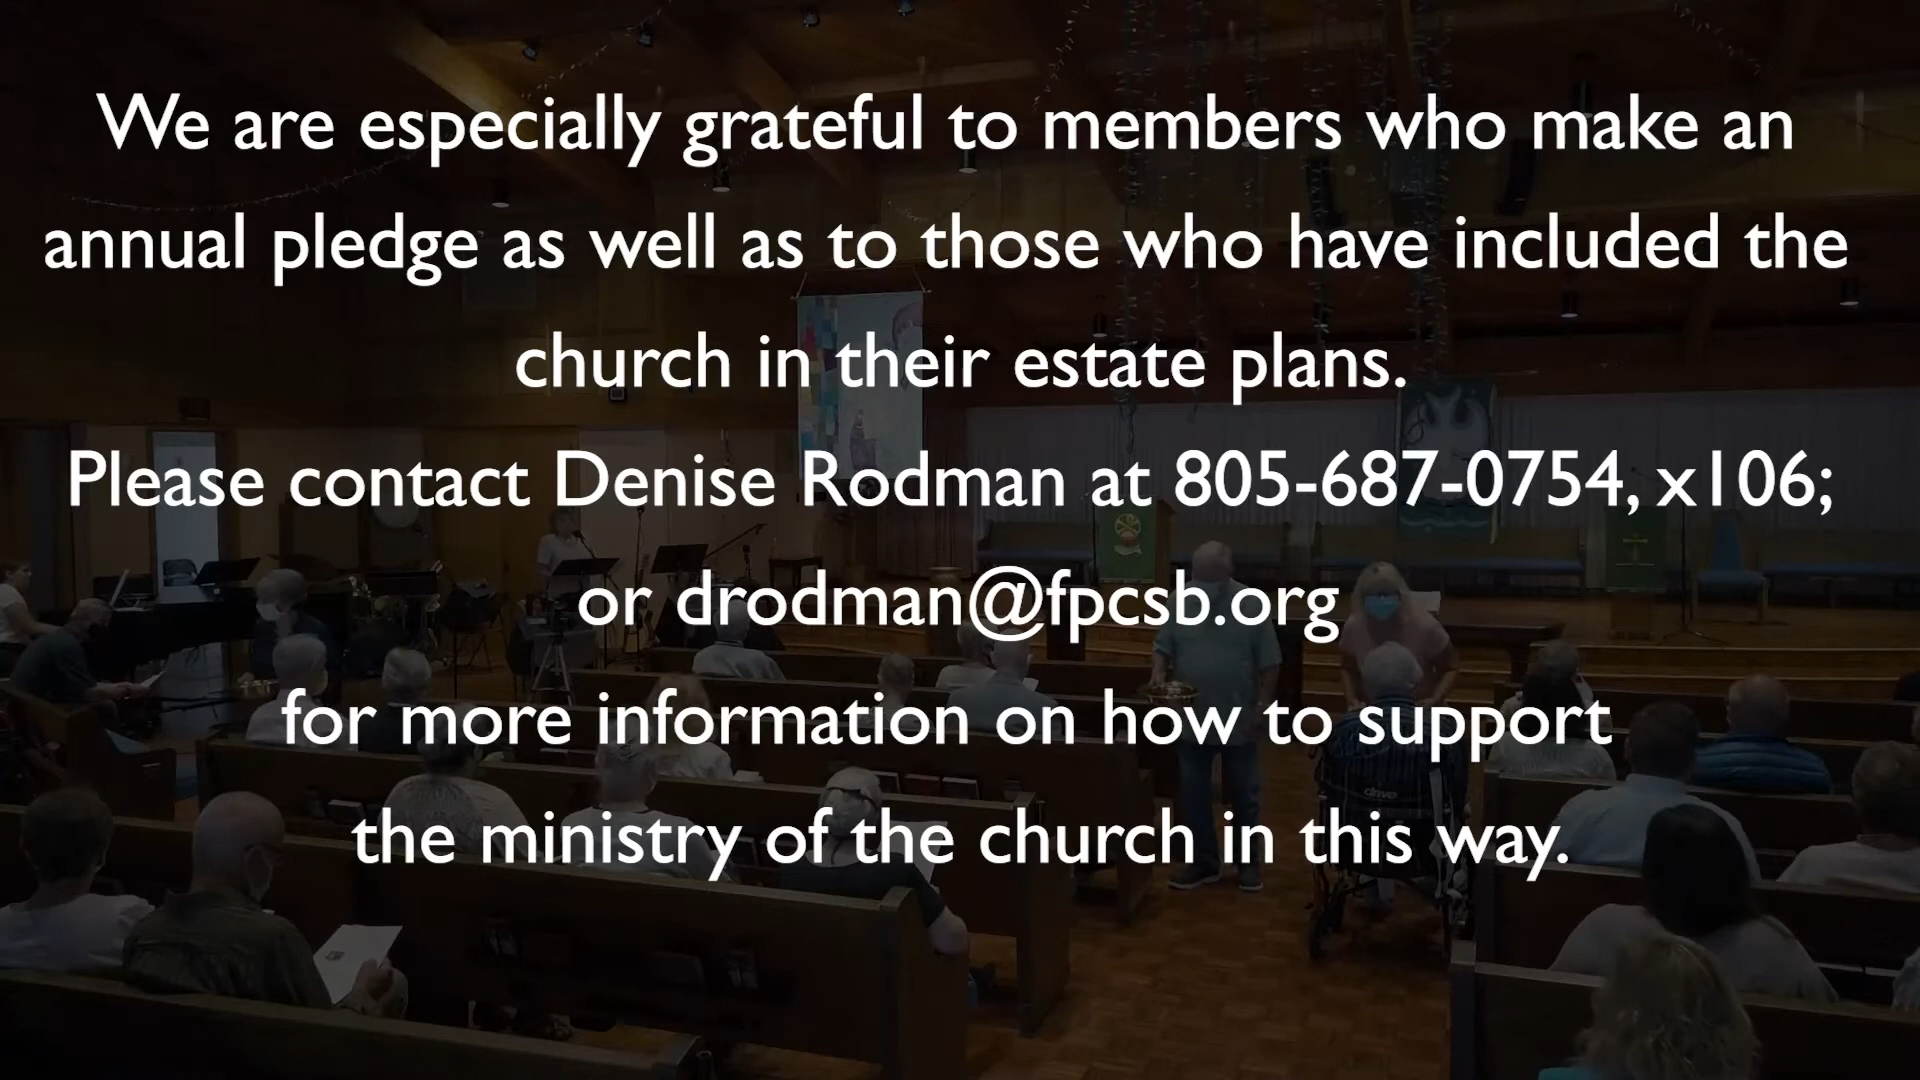 We are especially grateful to members who make an
annual pledge as well as to those who have included the
church in their estate plans.
Please contact Denise Rodman at 805-687-0754, x106;
or drodman@fpcsb.org
for more information on how to support
the ministry of the church in this way.
drive